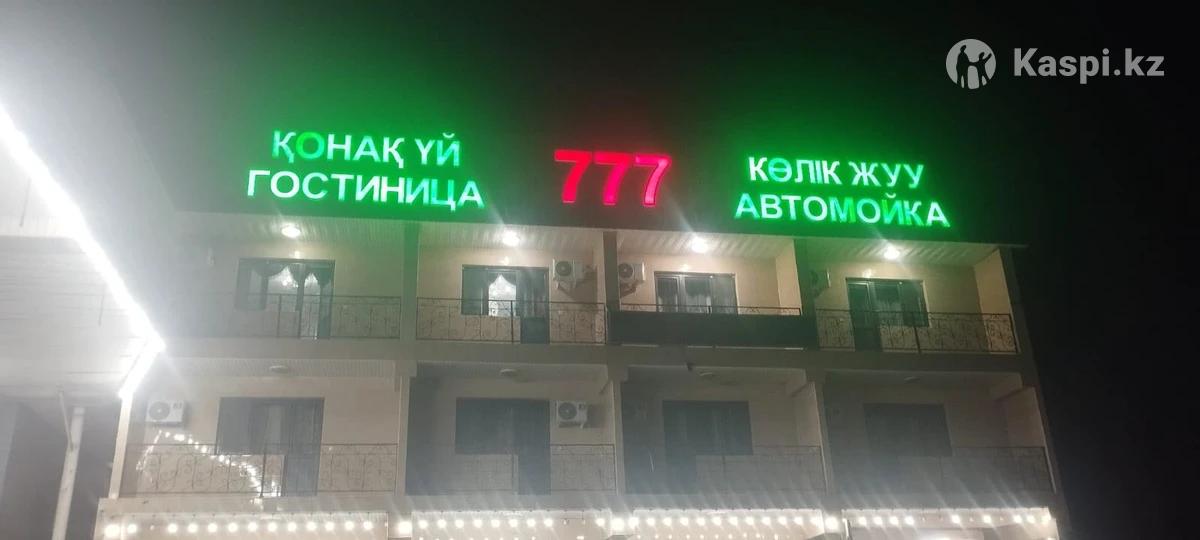 Kaspi.kz
ҚОНАҚ ҮЙ
ГОСТИНИЦА
777
КӨЛІК ЖУУ
АВТОМОЙКА